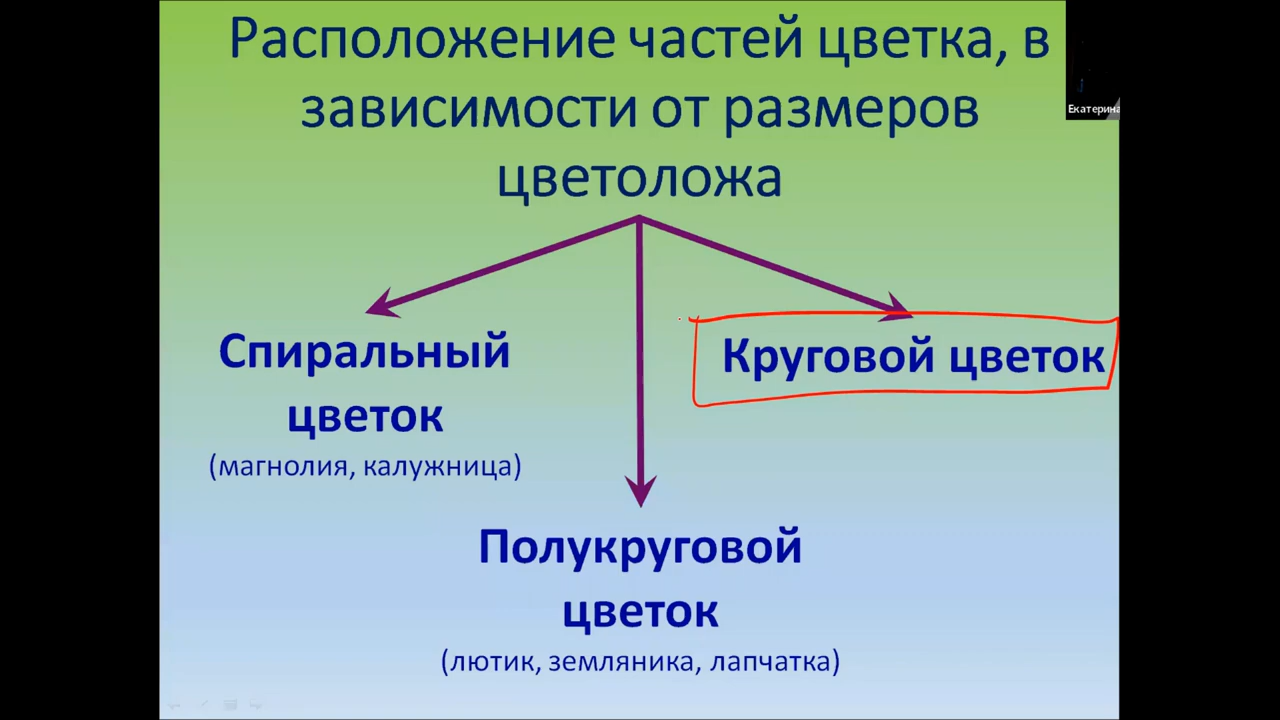 Расположение частей цветка, в
зависимости от размеров
цветоложа
Екатерина
Спиральный
цветок
(магнолия, калужница)
Круговой цветок
Полукруговой
цветок
(лютик, земляника, лапчатка)